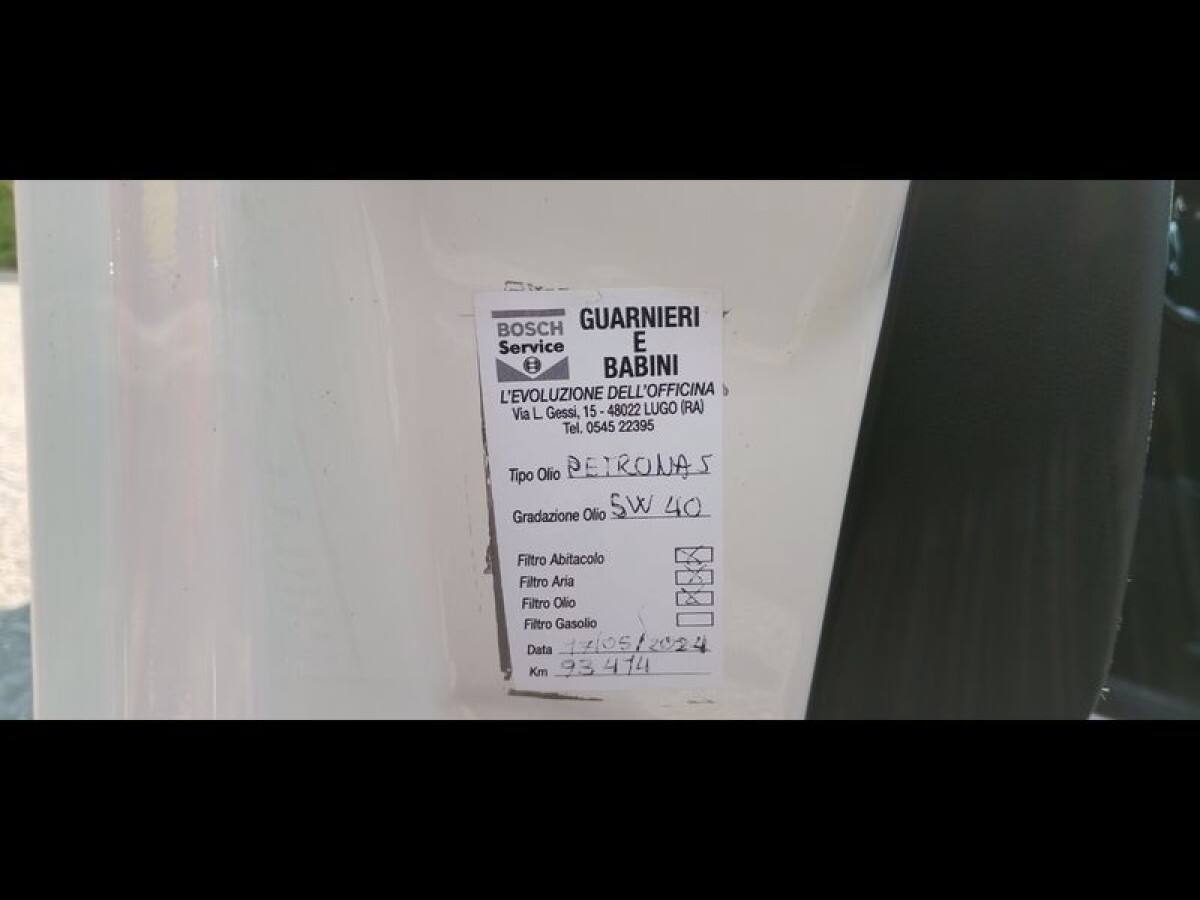 BOSCH
Service
GUARNIERI
E
BABINI
L'EVOLUZIONE DELL'OFFICINA
Via L. Gessi, 15 - 48022 LUGO (RA)
Tel. 0545 22395
Tipo Olio PETRONAS
Gradazione Olio 5W 40
Filtro Abitacolo
Filtro Aria
Filtro Olio
Filtro Gasolio
Data 17/05/2024
Km 93414